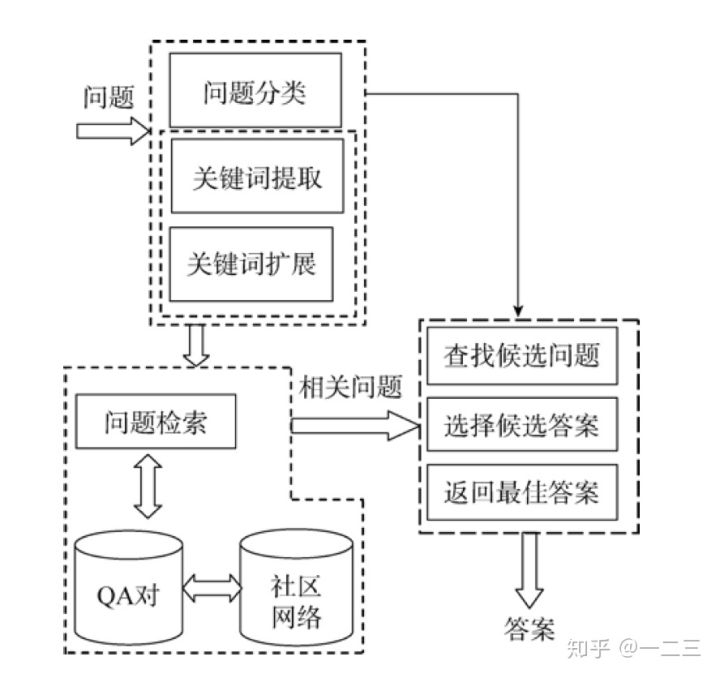 问题
问题分类
关键词提取
关键词扩展
相关问题
问题检索
QA对
社区
网络
查找候选问题
选择候选答案
返回最佳答案
答案
知乎 @一二三